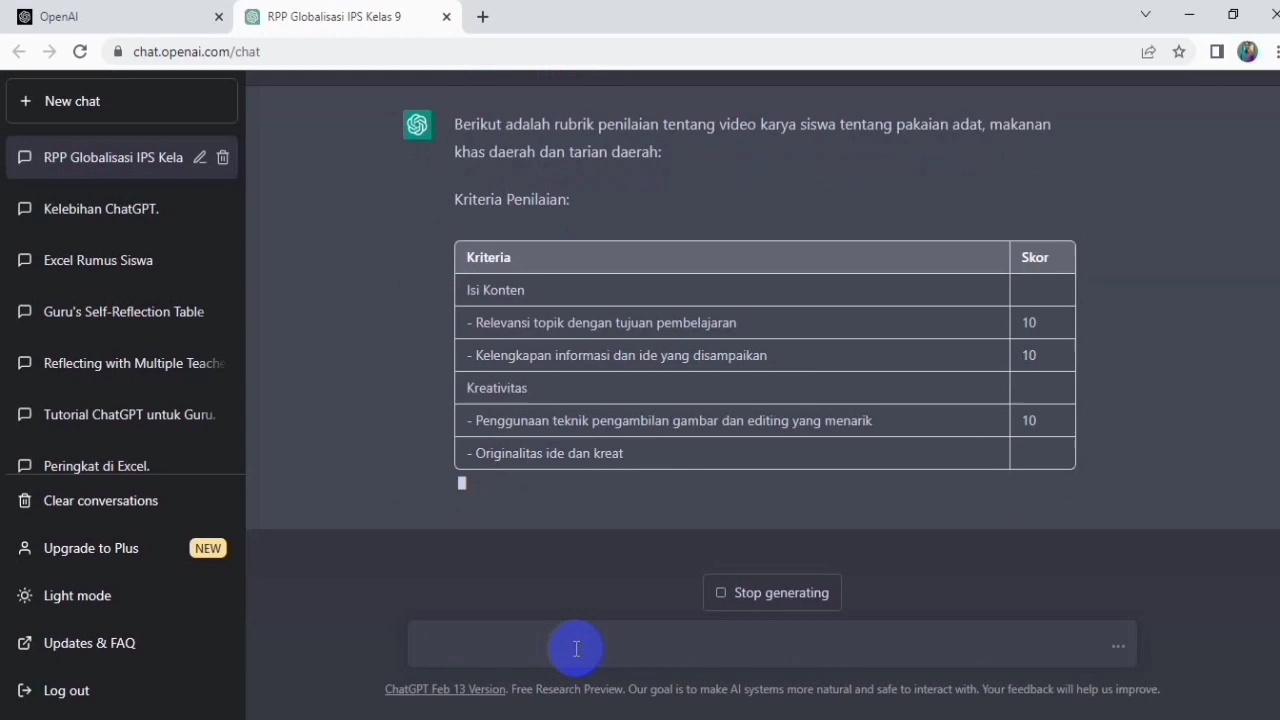 OpenAI
RPP Globalisasi IPS Kelas 9
chat.openai.com/chat
New chat
RPP Globalisasi IPS Kela
Kelebihan ChatGPT.
Excel Rumus Siswa
Guru's Self-Reflection Table
Reflecting with Multiple Teache
Tutorial ChatGPT untuk Guru.
Peringkat di Excel.
Clear conversations
Upgrade to Plus NEW
Light mode
Updates & FAQ
Log out
Berikut adalah rubrik penilaian tentang video karya siswa tentang pakaian adat, makanan
khas daerah dan tarian daerah:
Kriteria Penilaian:
Kriteria Skor
Isi Konten
- Relevansi topik dengan tujuan pembelajaran 10
- Kelengkapan informasi dan ide yang disampaikan 10
Kreativitas
- Penggunaan teknik pengambilan gambar dan editing yang menarik 10
- Originalitas ide dan kreat
Stop generating
ChatGPT Feb 13 Version. Free Research Preview. Our goal is to make AI systems more natural and safe to interact with. Your feedback will help us improve.